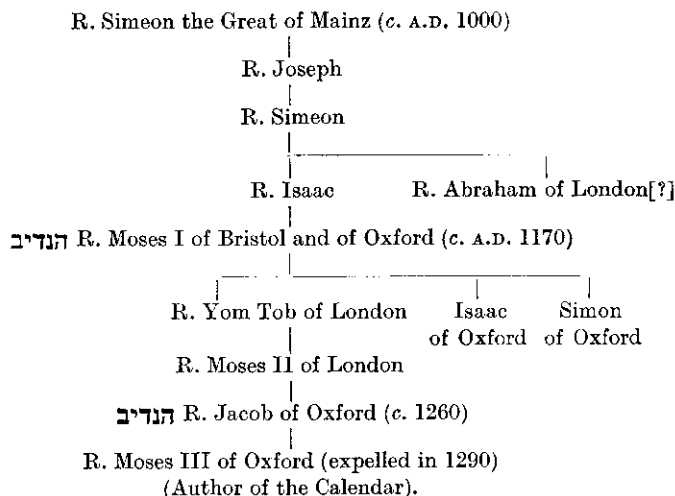 R. Simeon the Great of Mainz (c. A.D. 1000)
R. Joseph
R. Simeon
R. Isaac R. Abraham of London[?]
הנדיב R. Moses I of Bristol and of Oxford (c. A.D. 1170)
R. Yom Tob of London Isaac of Oxford Simon of Oxford
R. Moses II of London
הנדיב R. Jacob of Oxford (c. 1260)
R. Moses III of Oxford (expelled in 1290)
(Author of the Calendar).